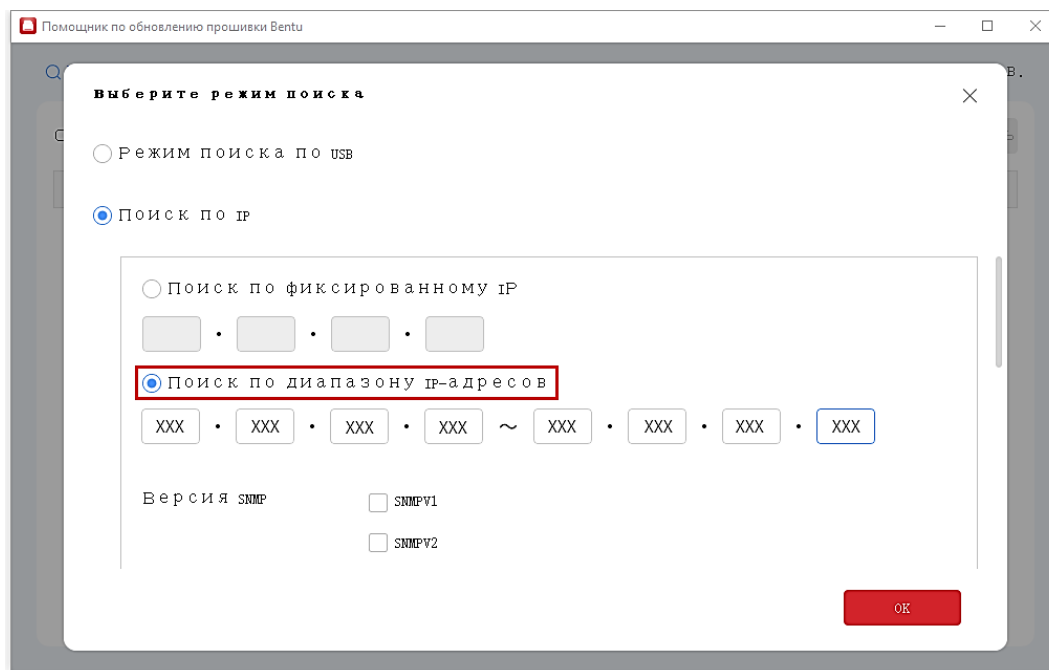 Помощник по обновлению прошивки Bentu
Выберите режим поиска
Режим поиска по USB
Поиск по IP
Поиск по фиксированному IP
Поиск по диапазону IP-адресов
XXX . XXX . XXX . XXX ~ XXX . XXX . XXX . XXX
Версия SNMP
SNMPV1
SNMPV2
OK